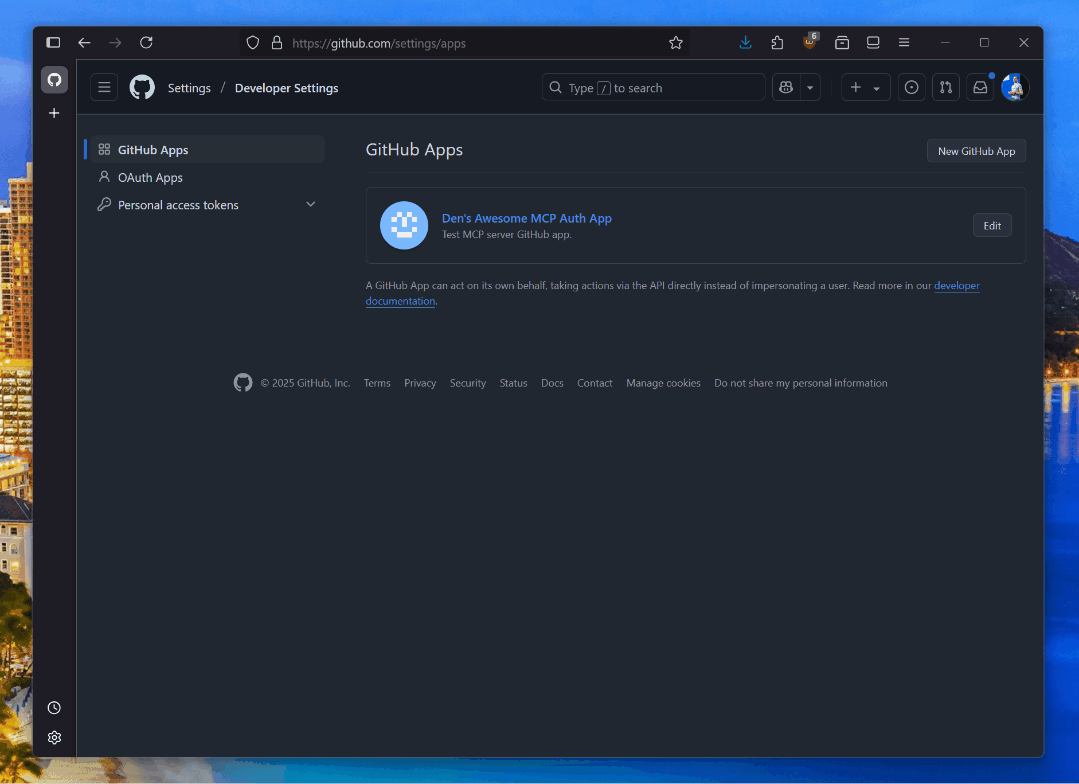 https://github.com/settings/apps
6
Settings / Developer Settings
Type / to search
GitHub Apps
OAuth Apps
Personal access tokens
GitHub Apps
New GitHub App
Den's Awesome MCP Auth App
Test MCP server GitHub app.
Edit
A GitHub App can act on its own behalf, taking actions via the API directly instead of impersonating a user. Read more in our developer
documentation.
© 2025 GitHub, Inc. Terms Privacy Security Status Docs Contact Manage cookies Do not share my personal information